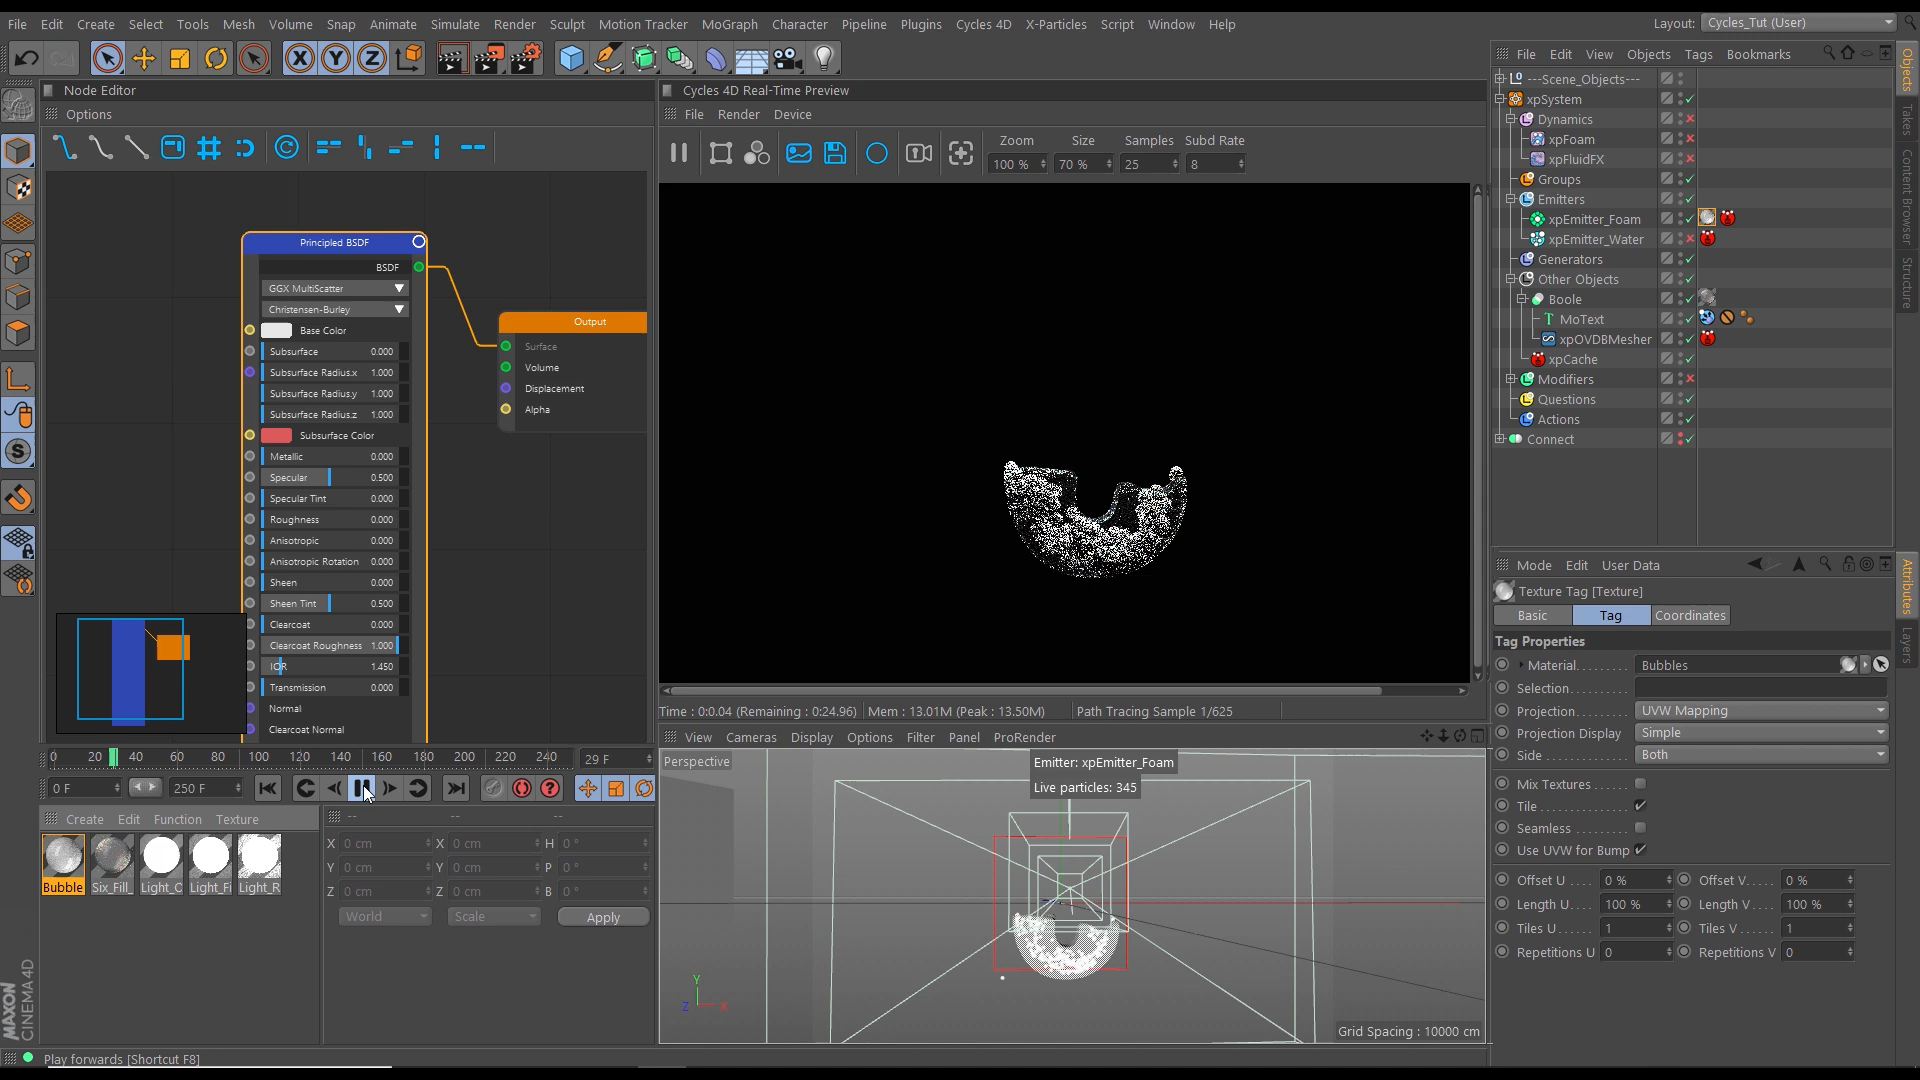 File Edit Create Select Tools Mesh Volume Snap Animate Simulate Render Sculpt Motion Tracker MoGraph Character Pipeline Plugins Cycles 4D X-Particles Script Window Help
Layout: Cycles_Tut (User)
Node Editor
Options
Principled BSDF
BSDF
GGX MultiScatter
Christensen-Burley
Base Color
Subsurface 0.000
Subsurface Radius.x 1.000
Subsurface Radius.y 1.000
Subsurface Radius.z 1.000
Subsurface Color
Metallic 0.000
Specular 0.500
Specular Tint 0.000
Roughness 0.000
Anisotropic 0.000
Anisotropic Rotation 0.000
Sheen 0.000
Sheen Tint 0.500
Clearcoat 0.000
Clearcoat Roughness 1.000
IOR 1.450
Transmission 0.000
Normal
Clearcoat Normal
Output
Surface
Volume
Displacement
Alpha
Cycles 4D Real-Time Preview
File Render Device
Zoom Size Samples Subd Rate
100 % 70 % 25 8
Time : 0:0.04 (Remaining : 0:24.96) Mem : 13.01M (Peak : 13.50M) Path Tracing Sample 1/625
View Cameras Display Options Filter Panel ProRender
Perspective
Emitter: xpEmitter_Foam
Live particles: 345
Y
Z X
Grid Spacing : 10000 cm
0 20 40 60 80 100 120 140 160 180 200 220 240 29 F
0 F 250 F
Create Edit Function Texture
Bubble Six_Fill_ Light_C Light_Fi Light_R
-- -- --
X 0 cm X 0 cm H 0 °
Y 0 cm Y 0 cm P 0 °
Z 0 cm Z 0 cm B 0 °
World Scale Apply
MAXON
CINEMA 4D
Play forwards [Shortcut F8]
File Edit View Objects Tags Bookmarks
---Scene_Objects---
xpSystem
Dynamics
xpFoam
xpFluidFX
Groups
Emitters
xpEmitter_Foam
xpEmitter_Water
Generators
Other Objects
Boole
MoText
xpOVDBMesher
xpCache
Modifiers
Questions
Actions
Connect
Objects
Takes
Content Browser
Structure
Mode Edit User Data
Texture Tag [Texture]
Basic Tag Coordinates
Tag Properties
Material........ Bubbles
Selection..........
Projection....... UVW Mapping
Projection Display Simple
Side............... Both
Mix Textures
Tile
Seamless
Use UVW for Bump
Offset U .... 0 % Offset V..... 0 %
Length U.... 100 % Length V.... 100 %
Tiles U...... 1 Tiles V...... 1
Repetitions U 0 Repetitions V 0
Attributes
Layers